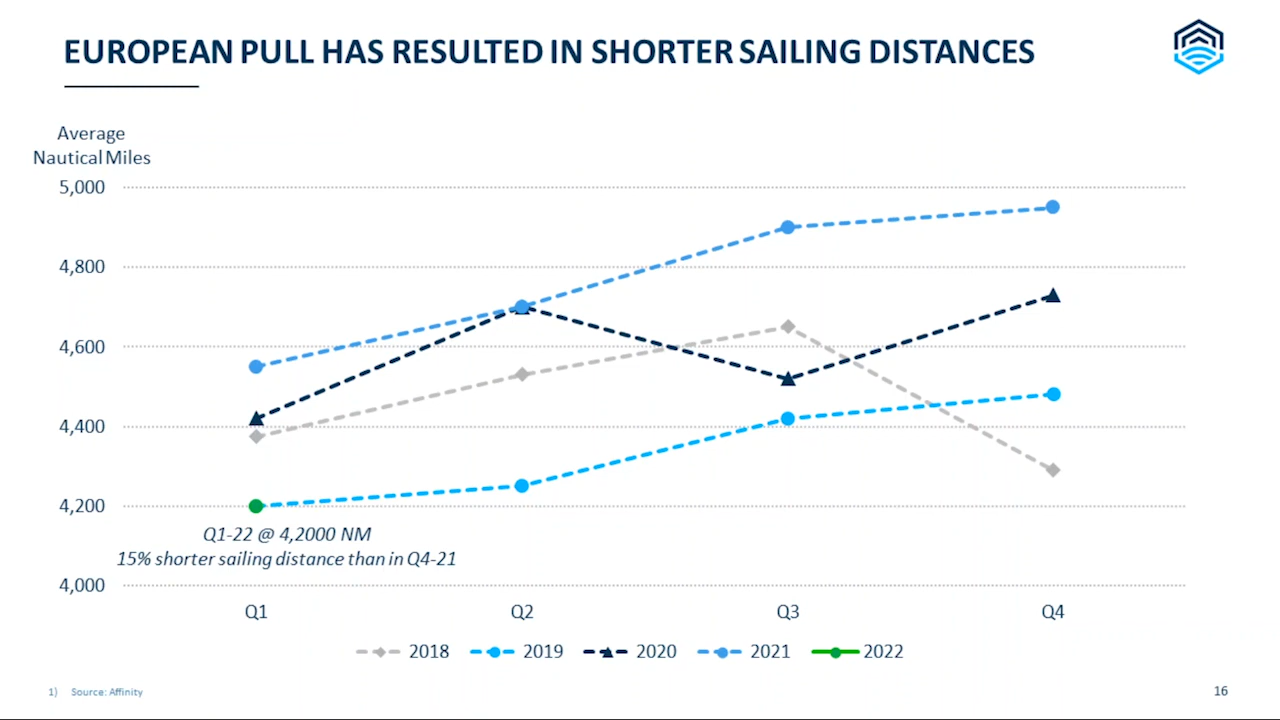 EUROPEAN PULL HAS RESULTED IN SHORTER SAILING DISTANCES
Average
Nautical Miles
5,000
4,800
4,600
4,400
4,200
4,000
Q1-22 @ 4,2000 NM
15% shorter sailing distance than in Q4-21
Q1
Q2
Q3
Q4
2018
2019
2020
2021
2022
1) Source: Affinity
16